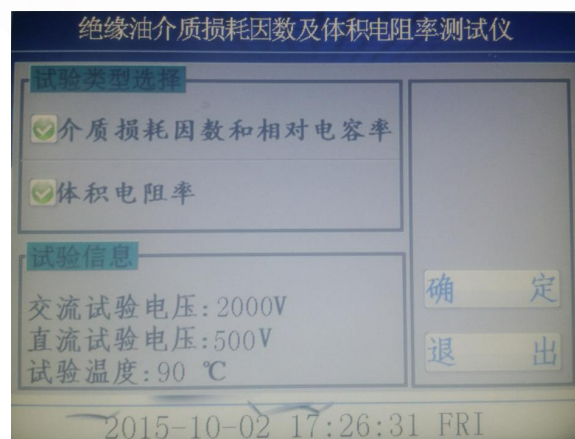 绝缘油介质损耗因数及体积电阻率测试仪
试验类型选择
介质损耗因数和相对电容率
体积电阻率
试验信息
交流试验电压:2000V
直流试验电压:500V
试验温度:90 ℃
确 定
退 出
2015-10-02 17:26:31 FRI